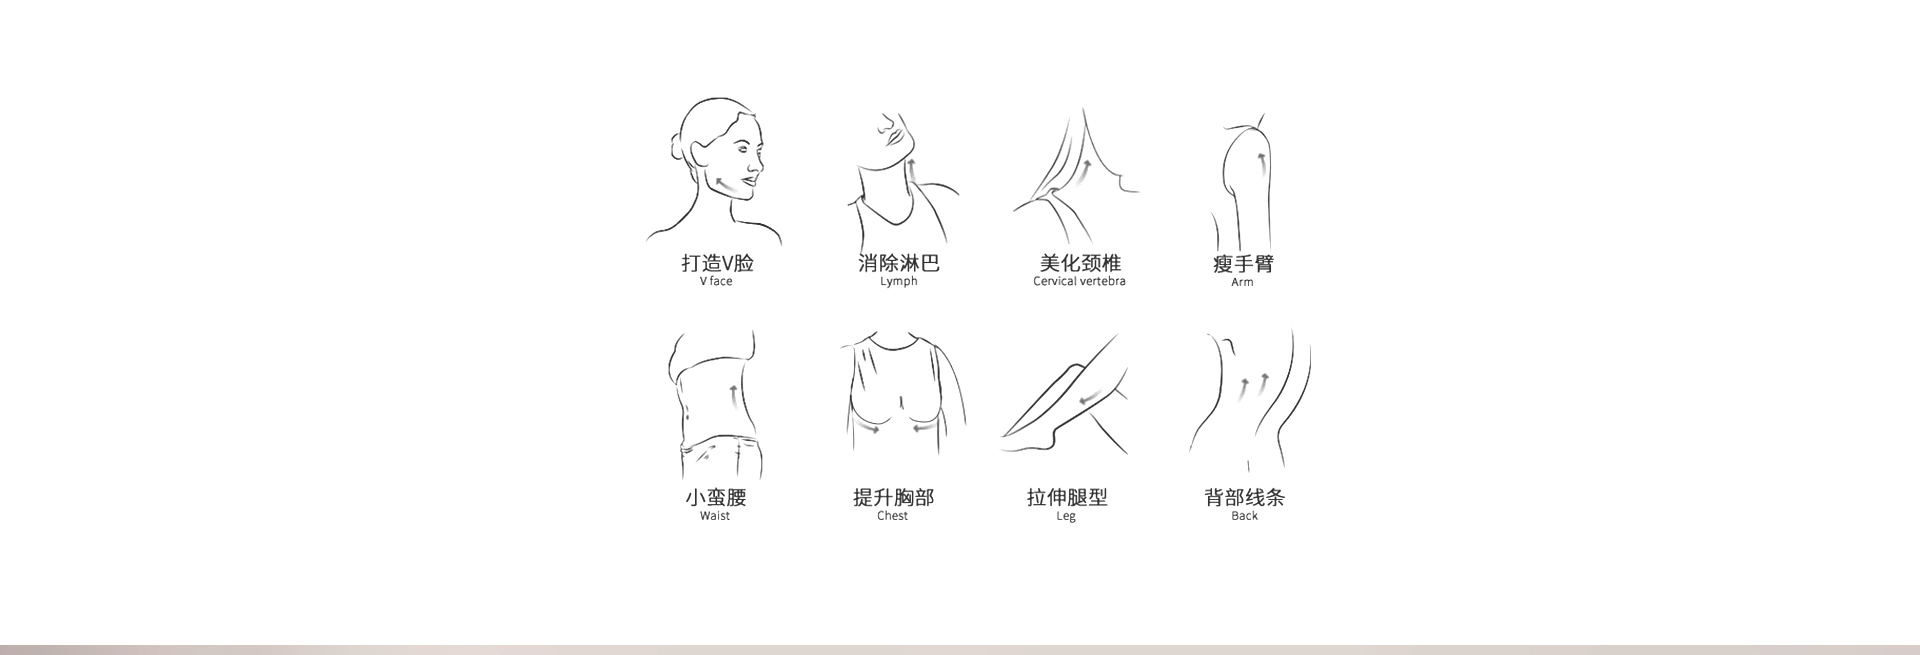 打造V脸
V face
消除淋巴
Lymph
美化颈椎
Cervical vertebra
瘦手臂
Arm
小蛮腰
Waist
提升胸部
Chest
拉伸腿型
Leg
背部线条
Back